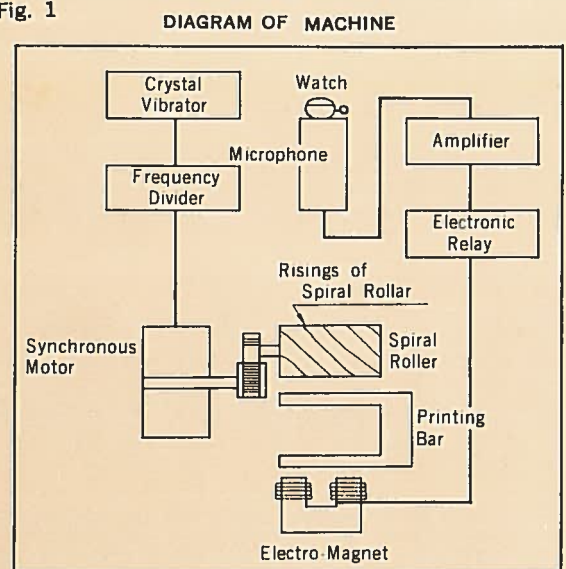 Fig. 1
DIAGRAM OF MACHINE
Crystal
Vibrator
Frequency
Divider
Synchronous
Motor
Watch
Microphone
Amplifier
Electronic
Relay
Risings of
Spiral Rollar
Spiral
Roller
Printing
Bar
Electro-Magnet